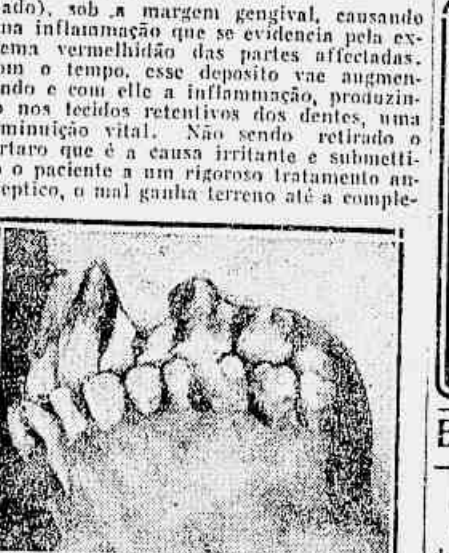 ado), sob a margem gengival, causando
na inflammação que se evidencia pela ex-
ema vermelhidão das partes affectadas.
om o tempo, esse deposito vae augmen-
ndo e com elle a inflammação, produzin-
o nos tecidos retentivos dos dentes, uma
minuição vital. Não sendo retirado o
rtaro que é a causa irritante e submetti-
o o paciente a um rigoroso tratamento an-
eptico, o mal ganha terreno até a comple-
E